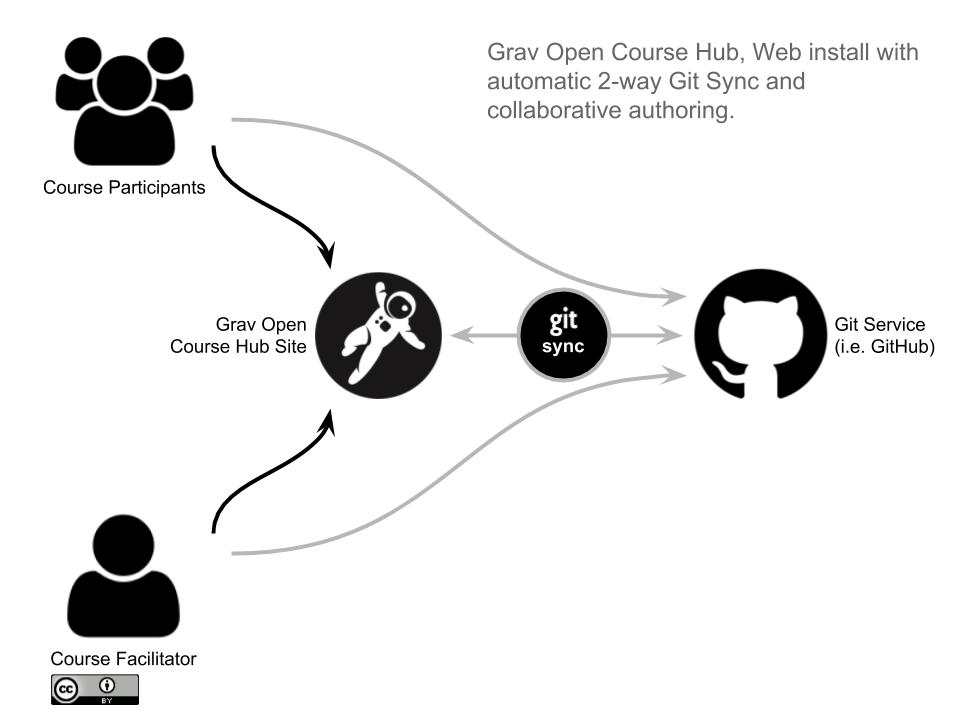 Grav Open Course Hub, Web install with
automatic 2-way Git Sync and
collaborative authoring.
Course Participants
Grav Open
Course Hub Site
git
sync
Git Service
(i.e. GitHub)
Course Facilitator
cc
BY